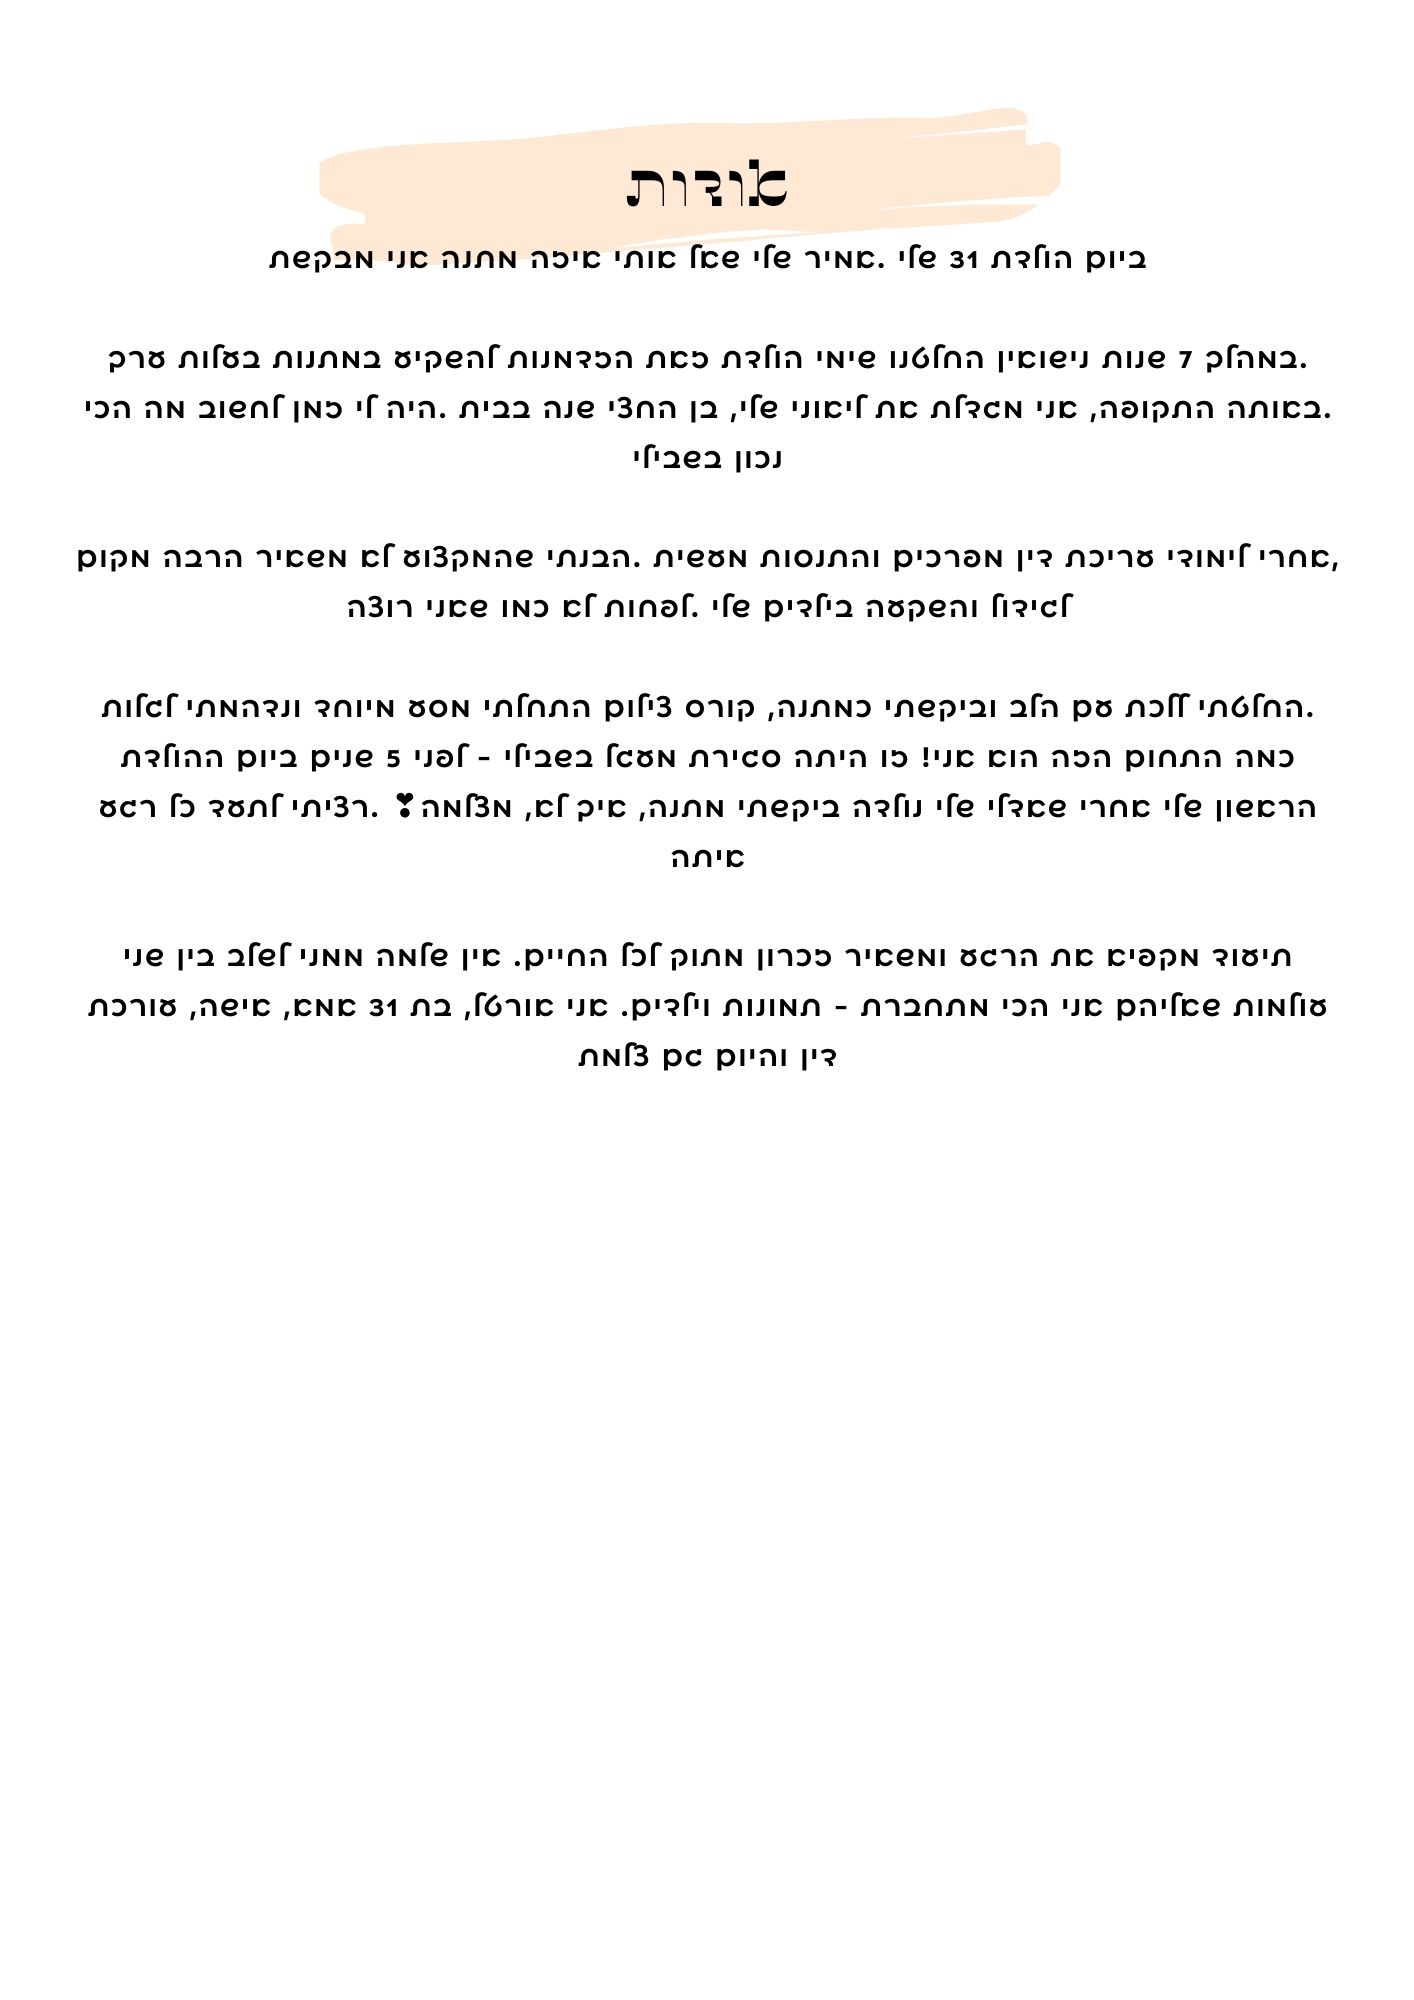 אודות
ביום הולדת 31 שלי .אמיר שלי שאל אותי איזה מתנה אני מבקשת
.במהלך 7 שנות נישואין החלטנו שימי הולדת זאת הזדמנות להשקיע במתנות בעלות ערך
.באותה התקופה, אני מגדלת את ליאוני שלי, בן החצי שנה בבית .היה לי זמן לחשוב מה הכי
נכון בשבילי
,אחרי לימודי עריכת דין מפרכים והתנסות מעשית .הבנתי שהמקצוע לא משאיר הרבה מקום
לגידול והשקעה בילדים שלי .לפחות לא כמו שאני רוצה
.החלטתי ללכת עם הלב וביקשתי כמתנה, קורס צילום התחלתי מסע מיוחד ונדהמתי לגלות
כמה התחום הזה הוא אני! זו היתה סגירת מעגל בשבילי - לפני 5 שנים ביום ההולדת
הראשון שלי אחרי שאדלי שלי נולדה ביקשתי מתנה, איך לא, מצלמה❣ .רציתי לתעד כל רגע
איתה
תיעוד מקפיא את הרגע ומשאיר זכרון מתוק לכל החיים. אין שלמה ממני לשלב בין שני
עולמות שאליהם אני הכי מתחברת - תמונות וילדים. אני אורטל, בת 31 אמא, אישה, עורכת
דין והיום גם צלמת